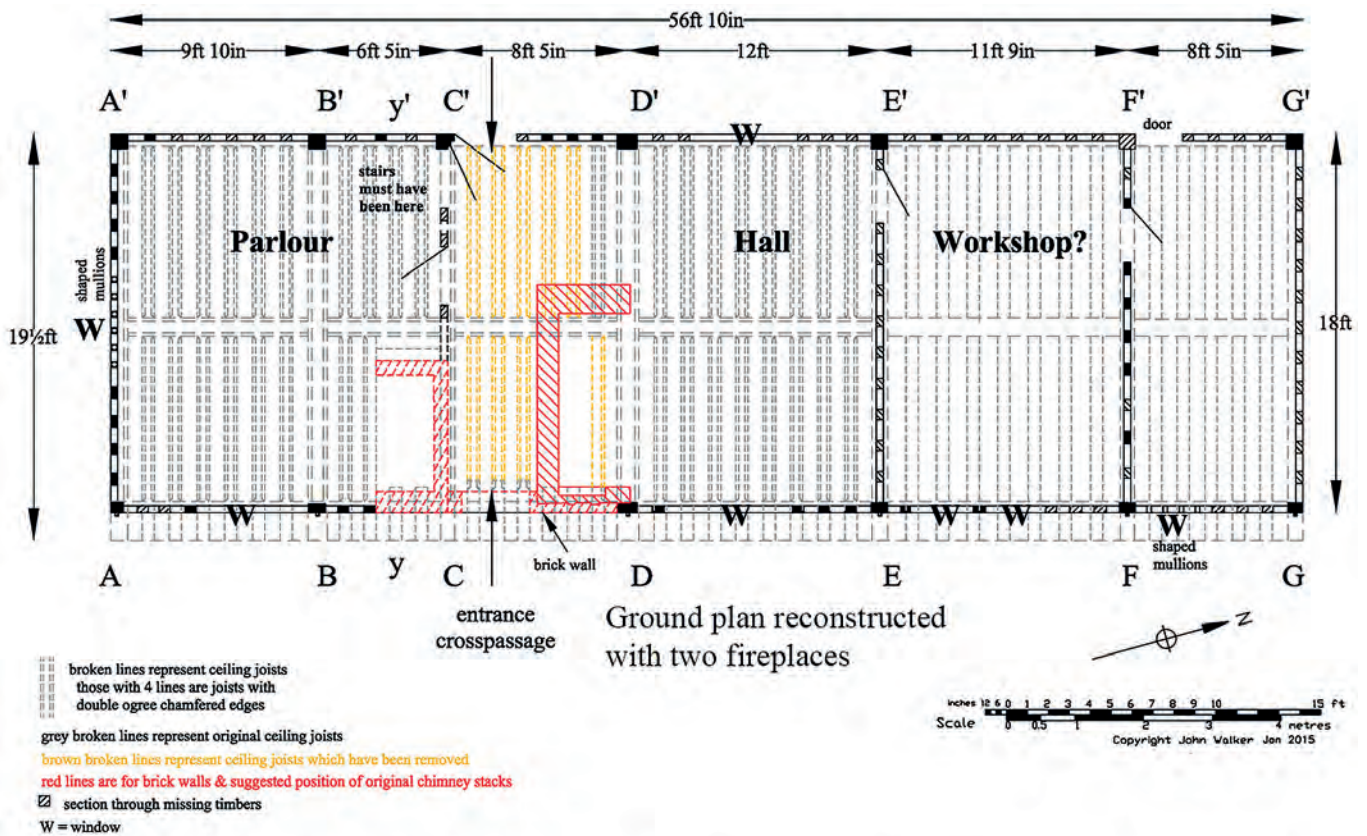 56ft 10in
9ft 10in 6ft 5in 8ft 5in 12ft 11ft 9in 8ft 5in
A' B' y' C' D' E' F' G'
door
W
stairs
must have
been here
Parlour Hall Workshop?
shaped
mullions
W
19½ft
18ft
W W W W W
shaped
mullions
brick wall
A B y C D E F G
entrance
crosspassage
Ground plan reconstructed
with two fireplaces
N
broken lines represent ceiling joists
those with 4 lines are joists with
double ogree chamfered edges
grey broken lines represent original ceiling joists
brown broken lines represent ceiling joists which have been removed
red lines are for brick walls & suggested position of original chimney stacks
section through missing timbers
W = window
inches 12 6 0 1 2 3 4 5 6 7 8 9 10 15 ft
Scale 0 0.5 1 2 3 4 metres
Copyright John Walker Jan 2015